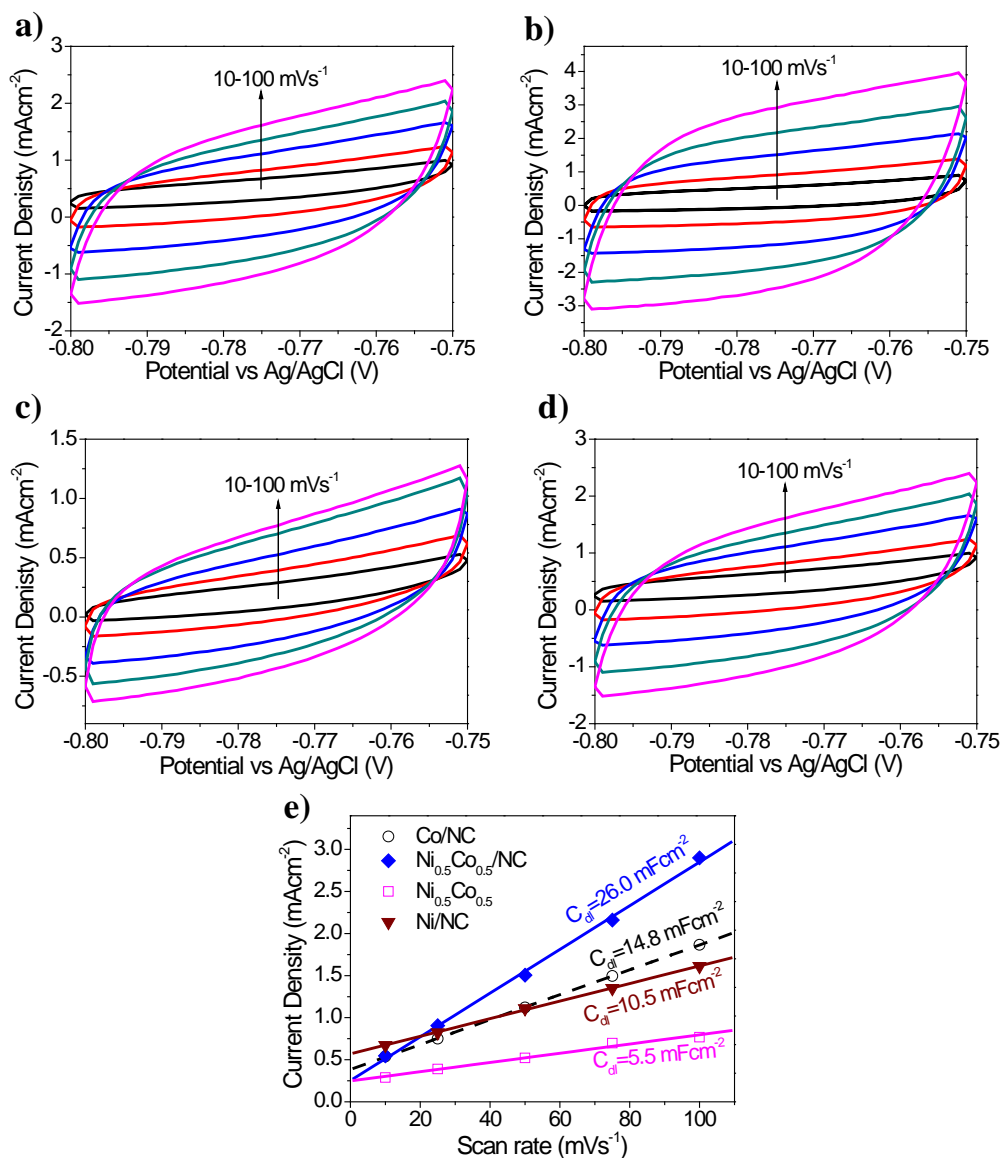 a)
3
2
1
0
-1
-2
10-100 mVs⁻¹
-0.80 -0.79 -0.78 -0.77 -0.76 -0.75
Potential vs Ag/AgCl (V)
Current Denisty (mAcm⁻²)
b)
4
3
2
1
0
-1
-2
-3
10-100 mVs⁻¹
-0.80 -0.79 -0.78 -0.77 -0.76 -0.75
Potential vs Ag/AgCl (V)
Current Denisty (mAcm⁻²)
c)
1.5
1.0
0.5
0.0
-0.5
10-100 mVs⁻¹
-0.80 -0.79 -0.78 -0.77 -0.76 -0.75
Potential vs Ag/AgCl (V)
Current Denisty (mAcm⁻²)
d)
3
2
1
0
-1
-2
10-100 mVs⁻¹
-0.80 -0.79 -0.78 -0.77 -0.76 -0.75
Potential vs Ag/AgCl (V)
Current Denisty (mAcm⁻²)
e)
Co/NC
Ni₀.₅Co₀.₅/NC
Ni₀.₅Co₀.₅
Ni/NC
C_dl=26.0 mFcm⁻²
C_dl=14.8 mFcm⁻²
C_dl=10.5 mFcm⁻²
C_dl=5.5 mFcm⁻²
3.0
2.5
2.0
1.5
1.0
0.5
0.0
0 20 40 60 80 100
Scan rate (mVs⁻¹)
Current Density (mAcm⁻²)